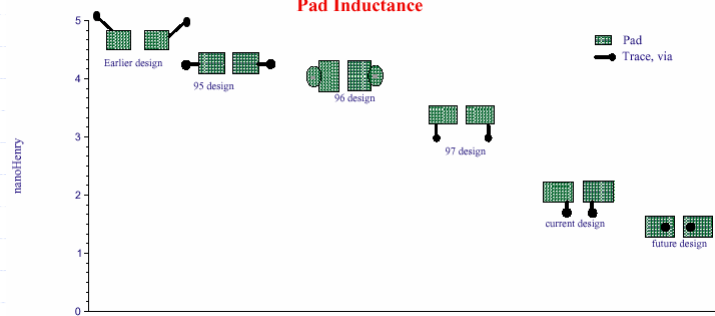 Pad Inductance
5
Pad
Trace, via
Earlier design
4
95 design
96 design
3
97 design
nanoHenry
2
current design
future design
1
0